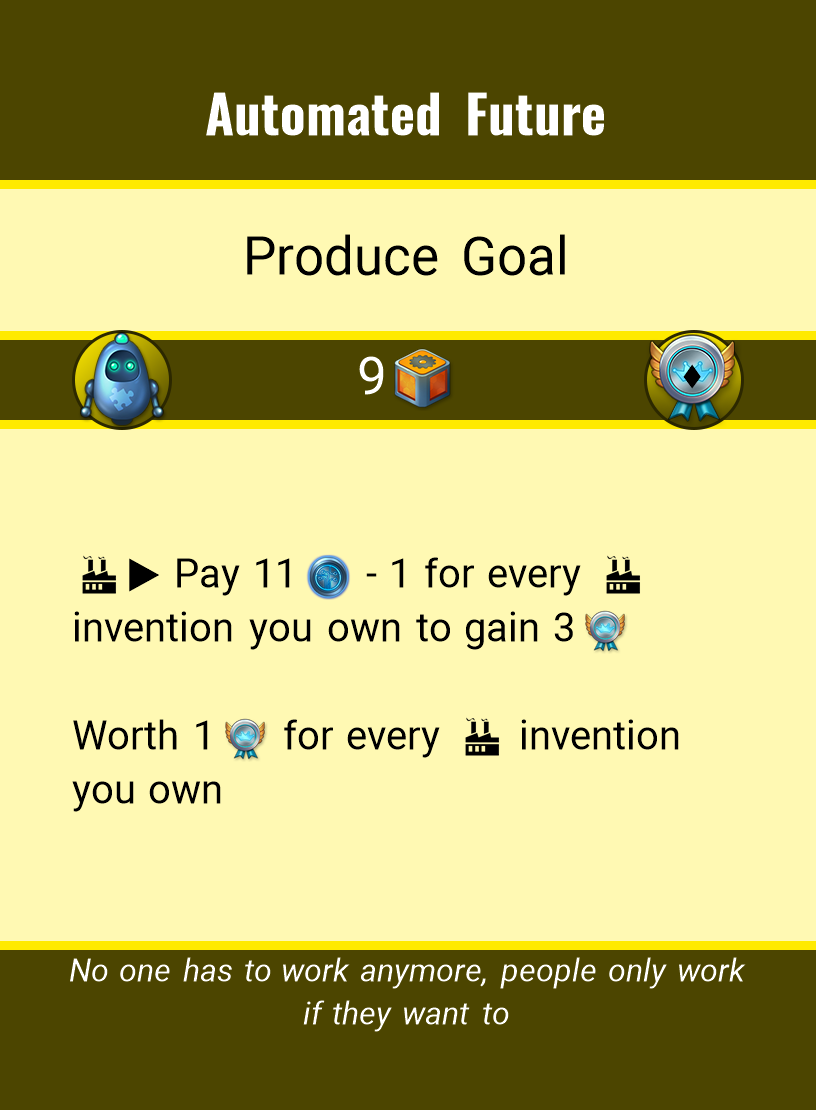 Automated Future
Produce Goal
9
Pay 11 - 1 for every
invention you own to gain 3
Worth 1 for every invention
you own
No one has to work anymore, people only work
if they want to